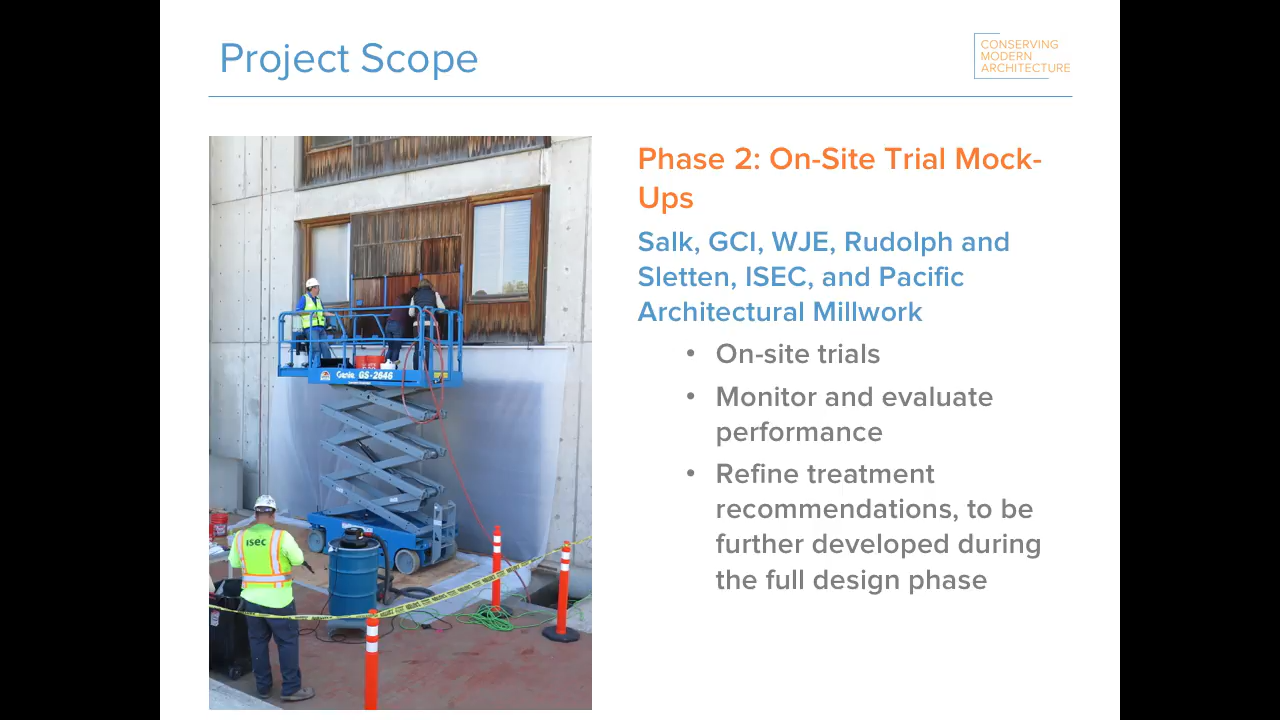 Project Scope
CONSERVING
MODERN
ARCHITECTURE
Phase 2: On-Site Trial Mock-
Ups
Salk, GCI, WJE, Rudolph and
Sletten, ISEC, and Pacific
Architectural Millwork
• On-site trials
• Monitor and evaluate
performance
• Refine treatment
recommendations, to be
further developed during
the full design phase
Genie GS-2646
isec